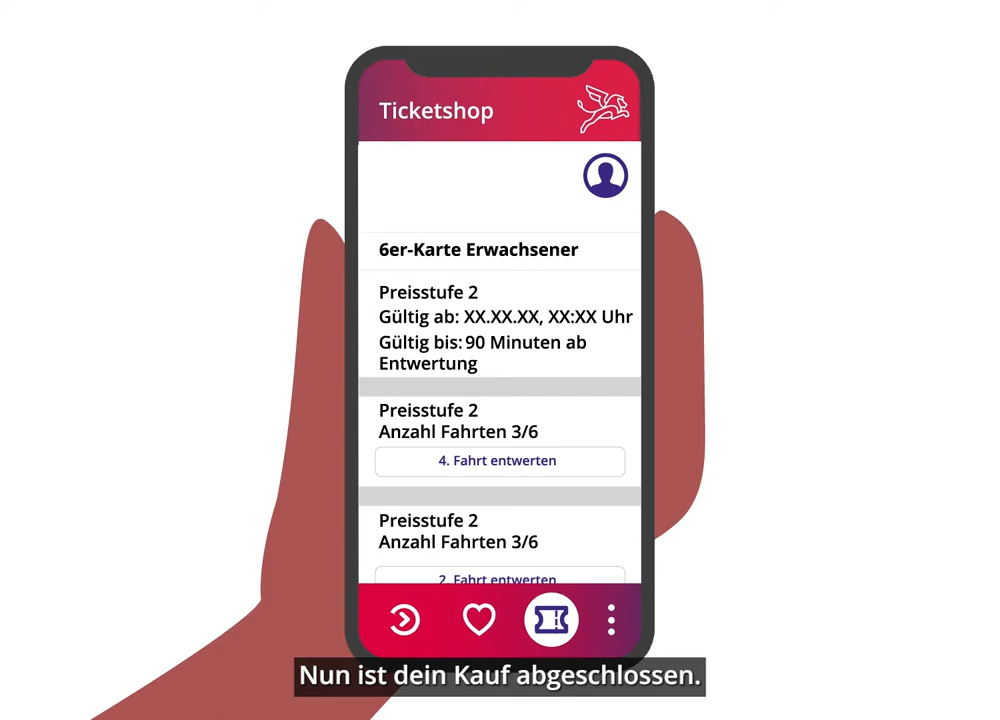 Ticketshop
6er-Karte Erwachsener
Preisstufe 2
Gültig ab: XX.XX.XX, XX:XX Uhr
Gültig bis: 90 Minuten ab
Entwertung
Preisstufe 2
Anzahl Fahrten 3/6
4. Fahrt entwerten
Preisstufe 2
Anzahl Fahrten 3/6
2. Fahrt entwerten
Nun ist dein Kauf abgeschlossen.